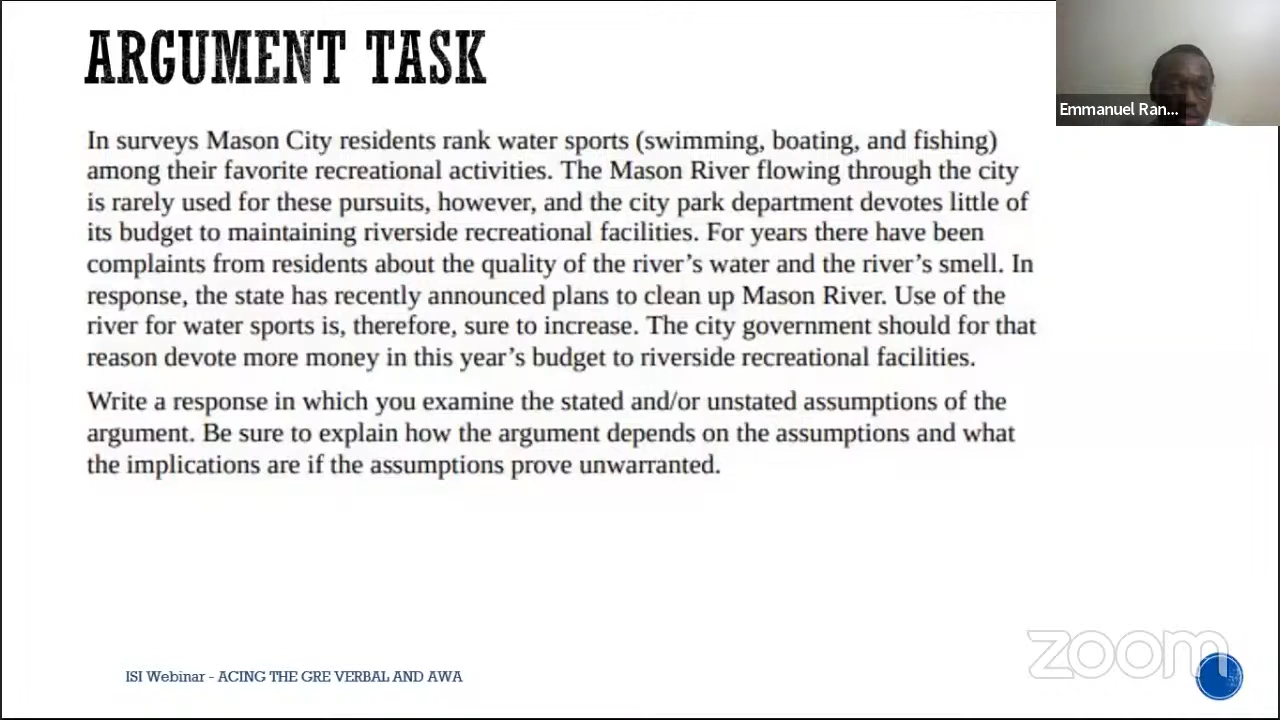 ARGUMENT TASK
Emmanuel Ran...
In surveys Mason City residents rank water sports (swimming, boating, and fishing)
among their favorite recreational activities. The Mason River flowing through the city
is rarely used for these pursuits, however, and the city park department devotes little of
its budget to maintaining riverside recreational facilities. For years there have been
complaints from residents about the quality of the river's water and the river's smell. In
response, the state has recently announced plans to clean up Mason River. Use of the
river for water sports is, therefore, sure to increase. The city government should for that
reason devote more money in this year's budget to riverside recreational facilities.
Write a response in which you examine the stated and/or unstated assumptions of the
argument. Be sure to explain how the argument depends on the assumptions and what
the implications are if the assumptions prove unwarranted.
ISI Webinar - ACING THE GRE VERBAL AND AWA
zoom